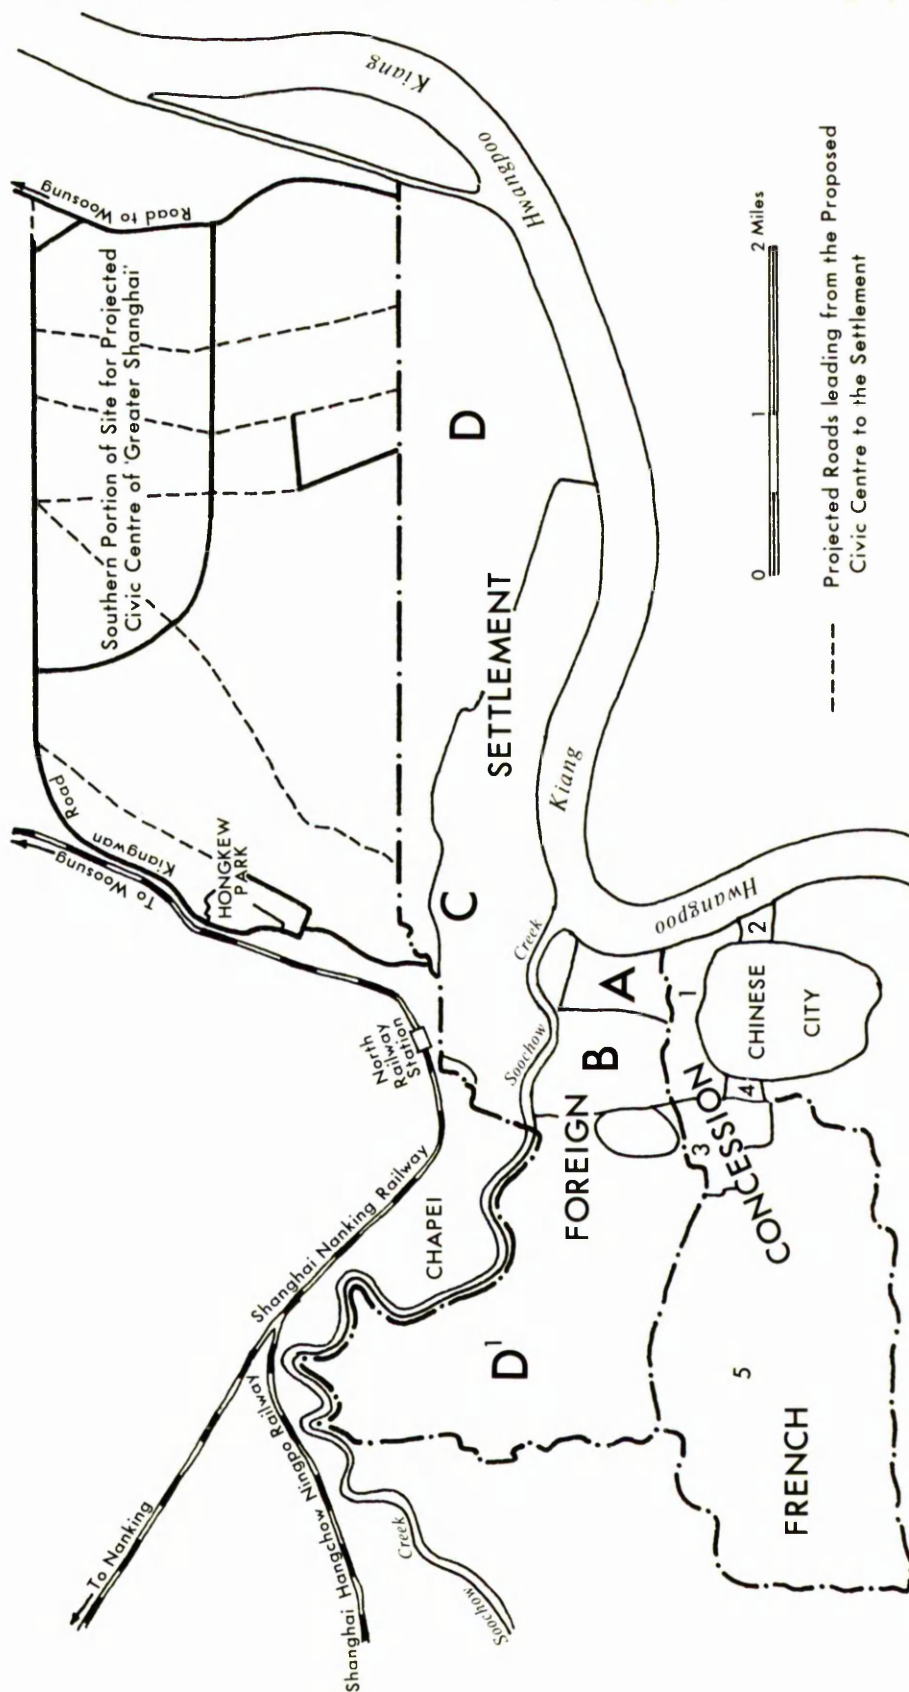 To Nanking
Shanghai Nanking Railway
Shanghai Hangchow Ningpo Railway
Soochow
Creek
North
Railway
Station
To Woosung
Kiangwan
Road
HONGKEW
PARK
Southern Portion of Site for Projected
Civic Centre of 'Greater Shanghai'
Road to Woosung
CHAPEI
D¹
FOREIGN
SETTLEMENT
B
A
C
D
Soochow
Creek
Hwangpoo
Kiang
Hwangpoo
Kiang
FRENCH
CONCESSION
5
3
4
1
2
CHINESE
CITY
0
1
2 Miles
Projected Roads leading from the Proposed
Civic Centre to the Settlement